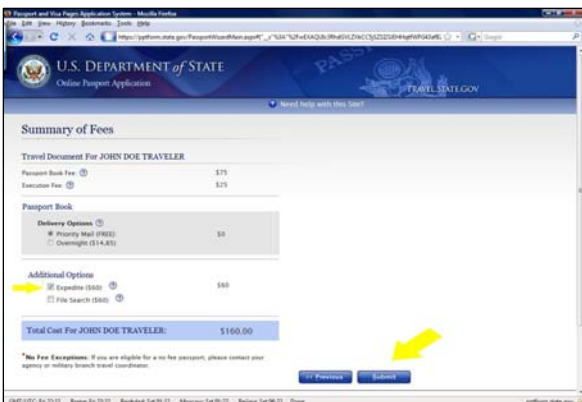 Passport and Visa Pages Application System - Mozilla Firefox
File Edit View History Bookmarks Tools Help
Google
U.S. DEPARTMENT of STATE
Online Passport Application
PASSPORT
TRAVEL.STATE.GOV
Need help with this Site?
Summary of Fees
Travel Document For JOHN DOE TRAVELER
Passport Book Fee: $75
Execution Fee: $25
Passport Book
Delivery Options
Priority Mail (FREE): $0
Overnight ($14.85)
Additional Options
Expedite ($60) $60
File Search ($60)
Total Cost For JOHN DOE TRAVELER: $160.00
*No Fee Exceptions: If you are eligible for a no fee passport, please contact your
agency or military branch travel coordinator.
<< Previous Submit
Done